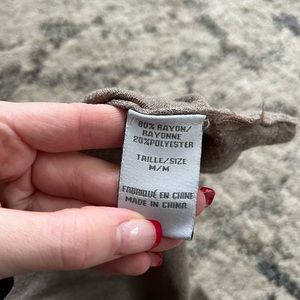 80% RAYON/
RAYONNE
20%POLYESTER
TAILLE/SIZE
M/M
FABRIQUÉ EN CHINE
MADE IN CHINA